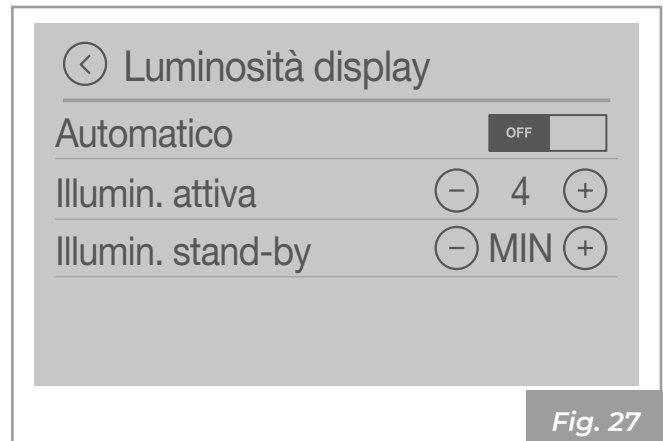 Luminosità display
Automatico OFF
Illumin. attiva − 4 +
Illumin. stand-by − MIN +
Fig. 27